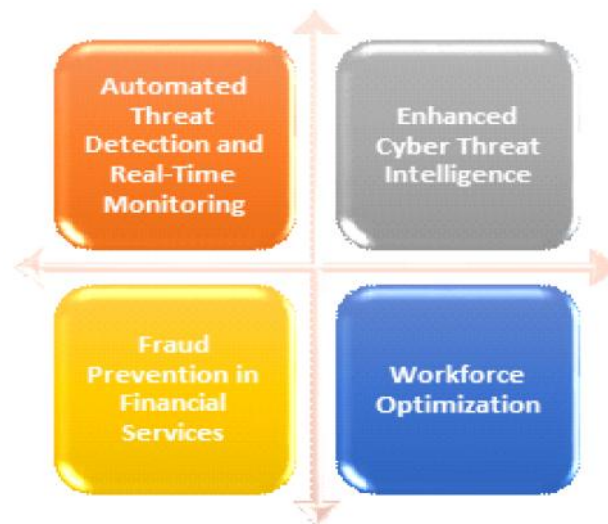 Automated
Threat
Detection and
Real-Time
Monitoring
Enhanced
Cyber Threat
Intelligence
Fraud
Prevention in
Financial
Services
Workforce
Optimization